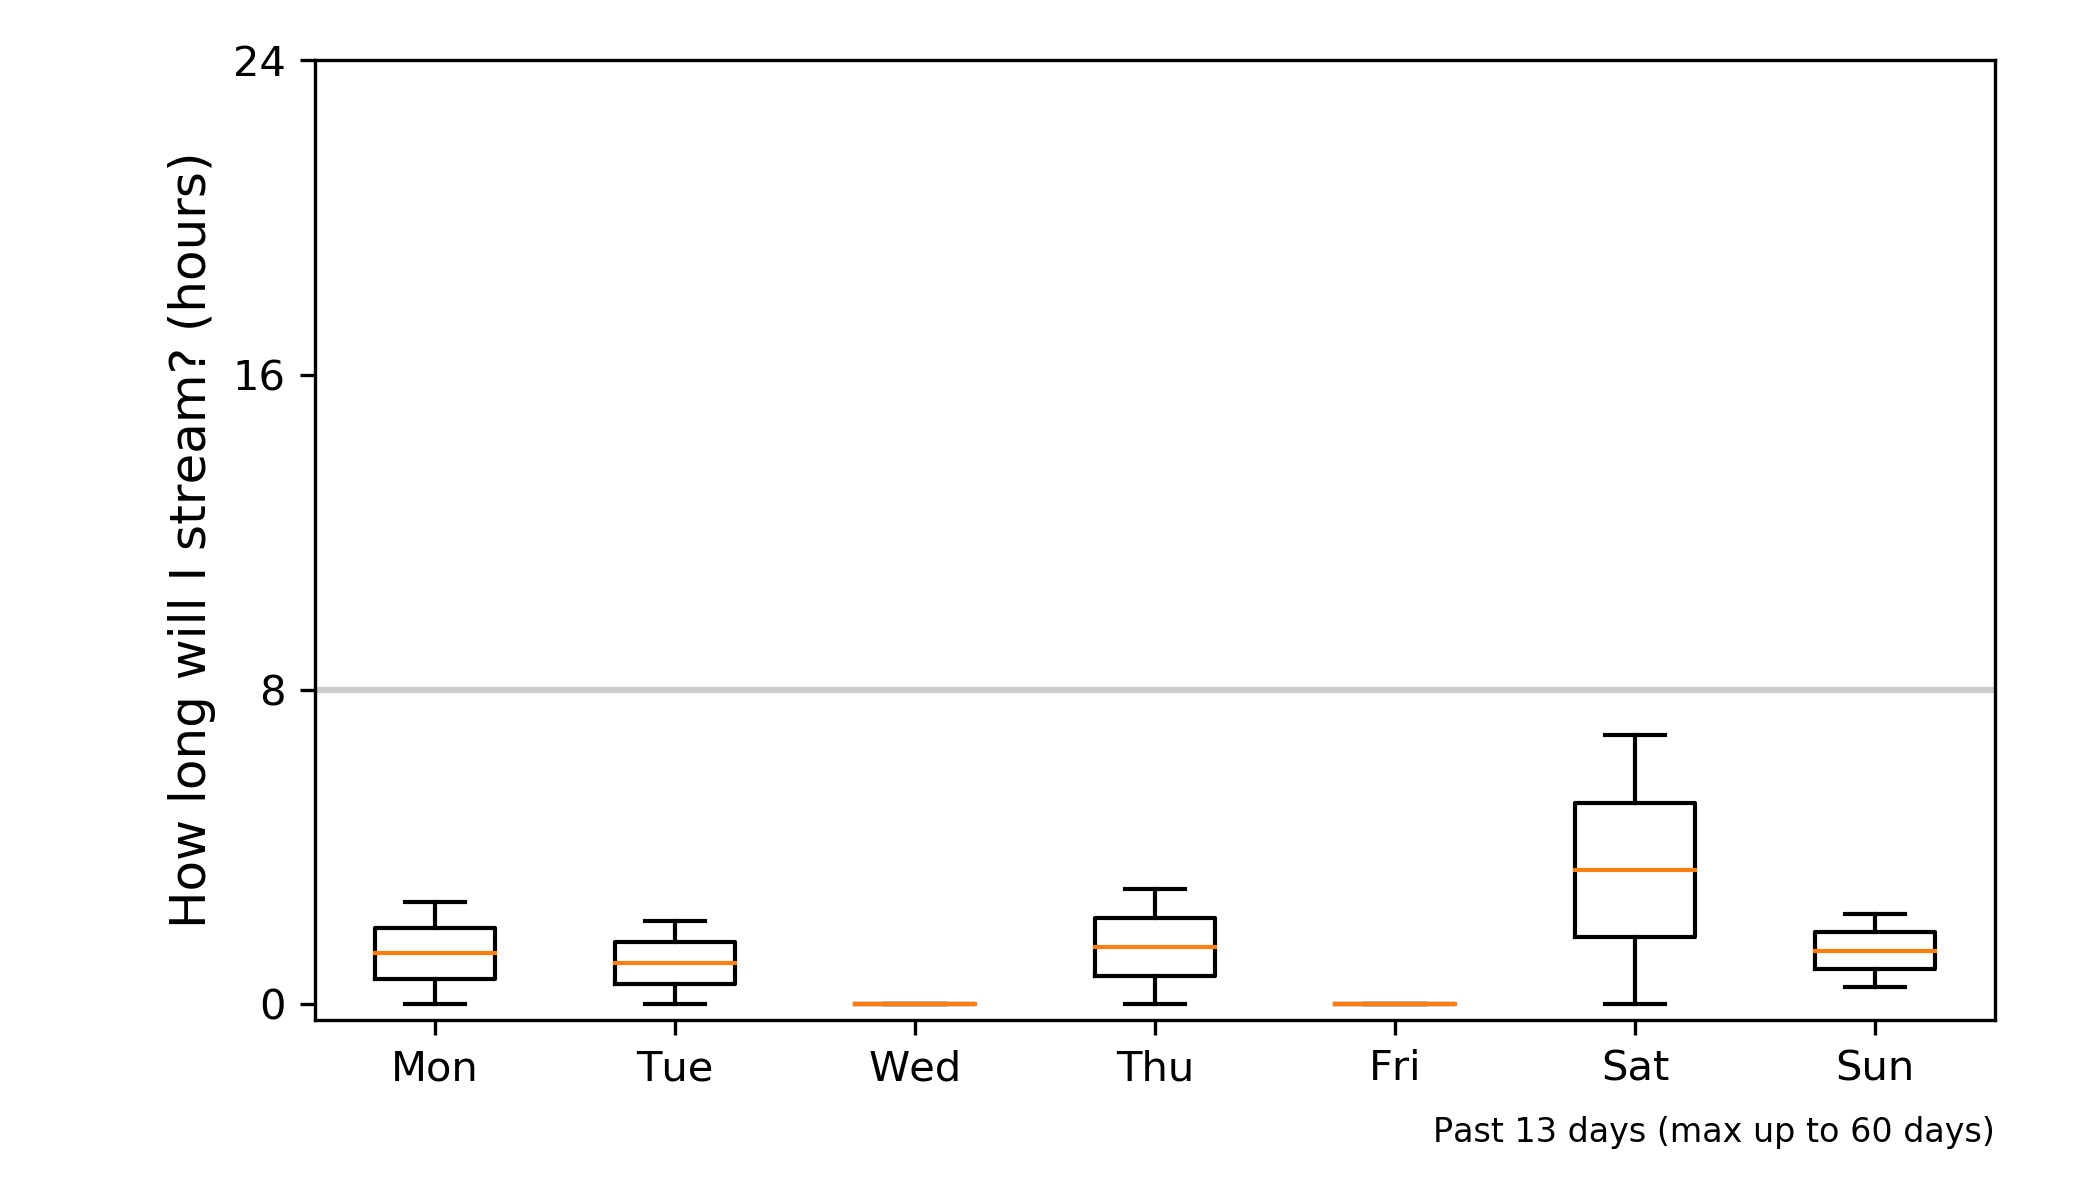 How long will I stream? (hours)
24
16
8
0
Mon Tue Wed Thu Fri Sat Sun
Past 13 days (max up to 60 days)